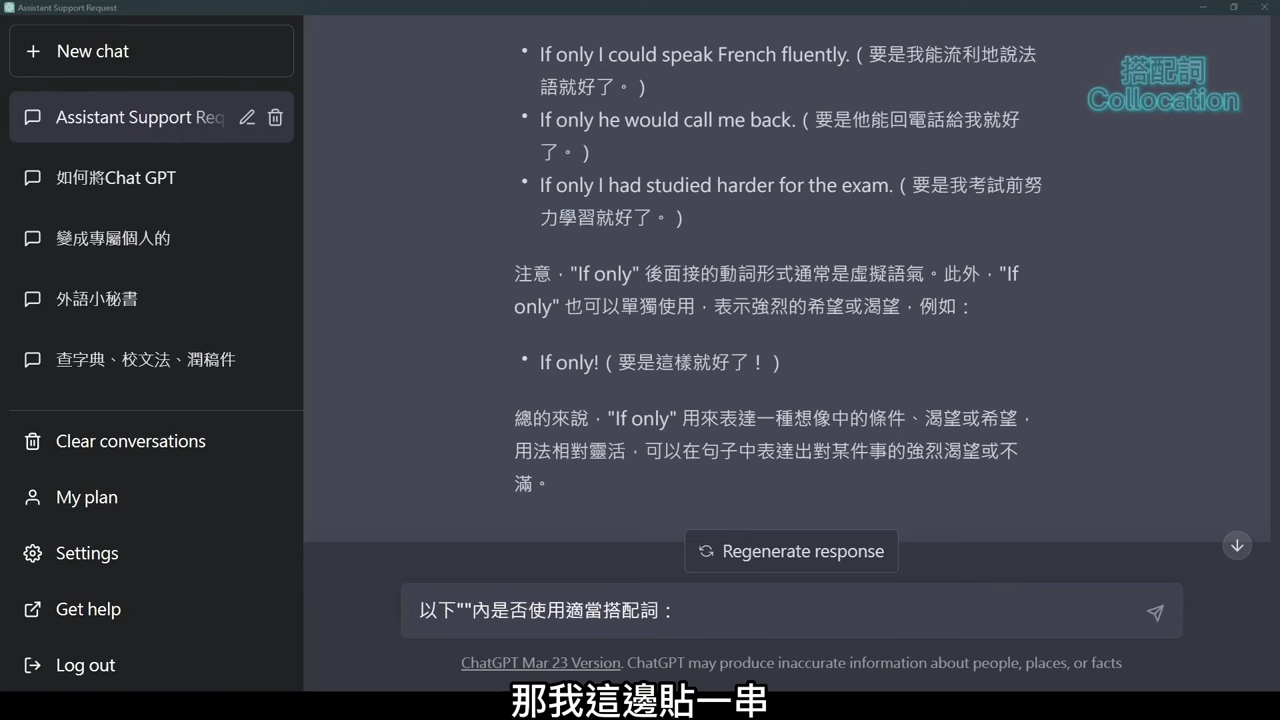 Assistant Support Request
New chat
Assistant Support Req
如何將Chat GPT
變成專屬個人的
外語小秘書
查字典、校文法、潤稿件
Clear conversations
My plan
Settings
Get help
Log out
If only I could speak French fluently.(要是我能流利地說法
語就好了。)
If only he would call me back.(要是他能回電話給我就好
了。)
If only I had studied harder for the exam.(要是我考試前努
力學習就好了。)
注意，"If only" 後面接的動詞形式通常是虛擬語氣。此外，"If
only" 也可以單獨使用，表示強烈的希望或渴望，例如：
If only!(要是這樣就好了！)
總的來說，"If only" 用來表達一種想像中的條件、渴望或希望，
用法相對靈活，可以在句子中表達出對某件事的強烈渴望或不
滿。
搭配詞
Collocation
Regenerate response
以下""內是否使用適當搭配詞：
ChatGPT Mar 23 Version. ChatGPT may produce inaccurate information about people, places, or facts
那我這邊貼一串